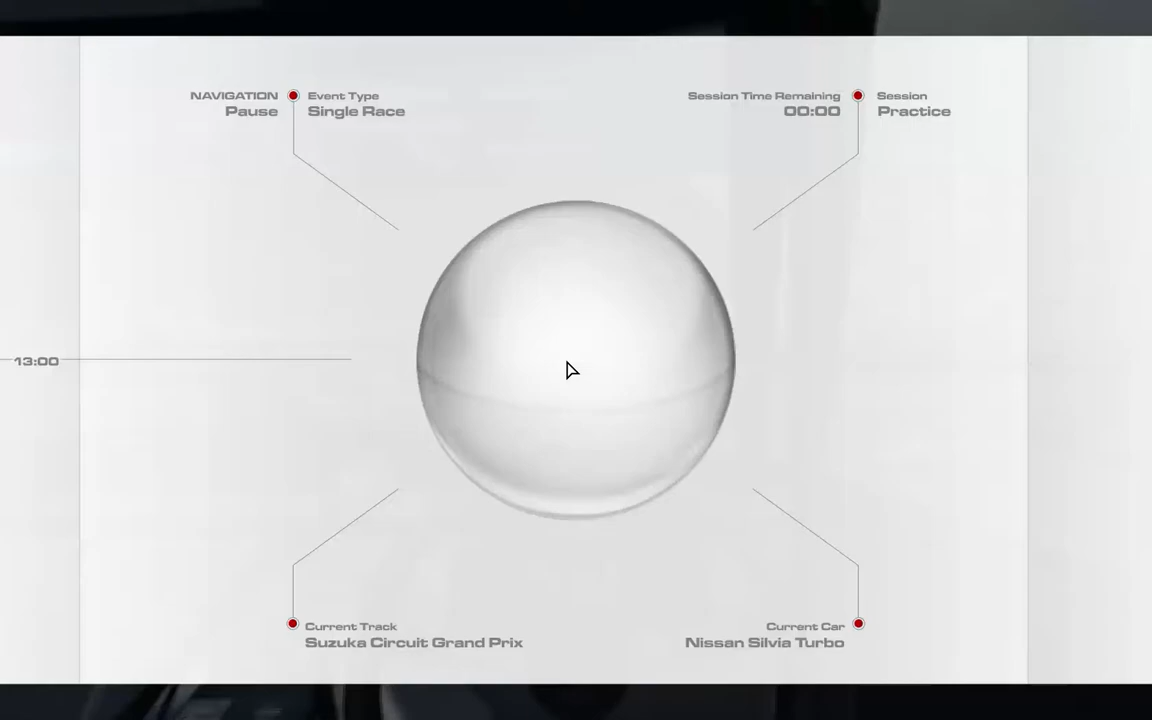 NAVIGATION
Pause
Event Type
Single Race
Session Time Remaining
00:00
Session
Practice
13:00
Current Track
Suzuka Circuit Grand Prix
Current Car
Nissan Silvia Turbo